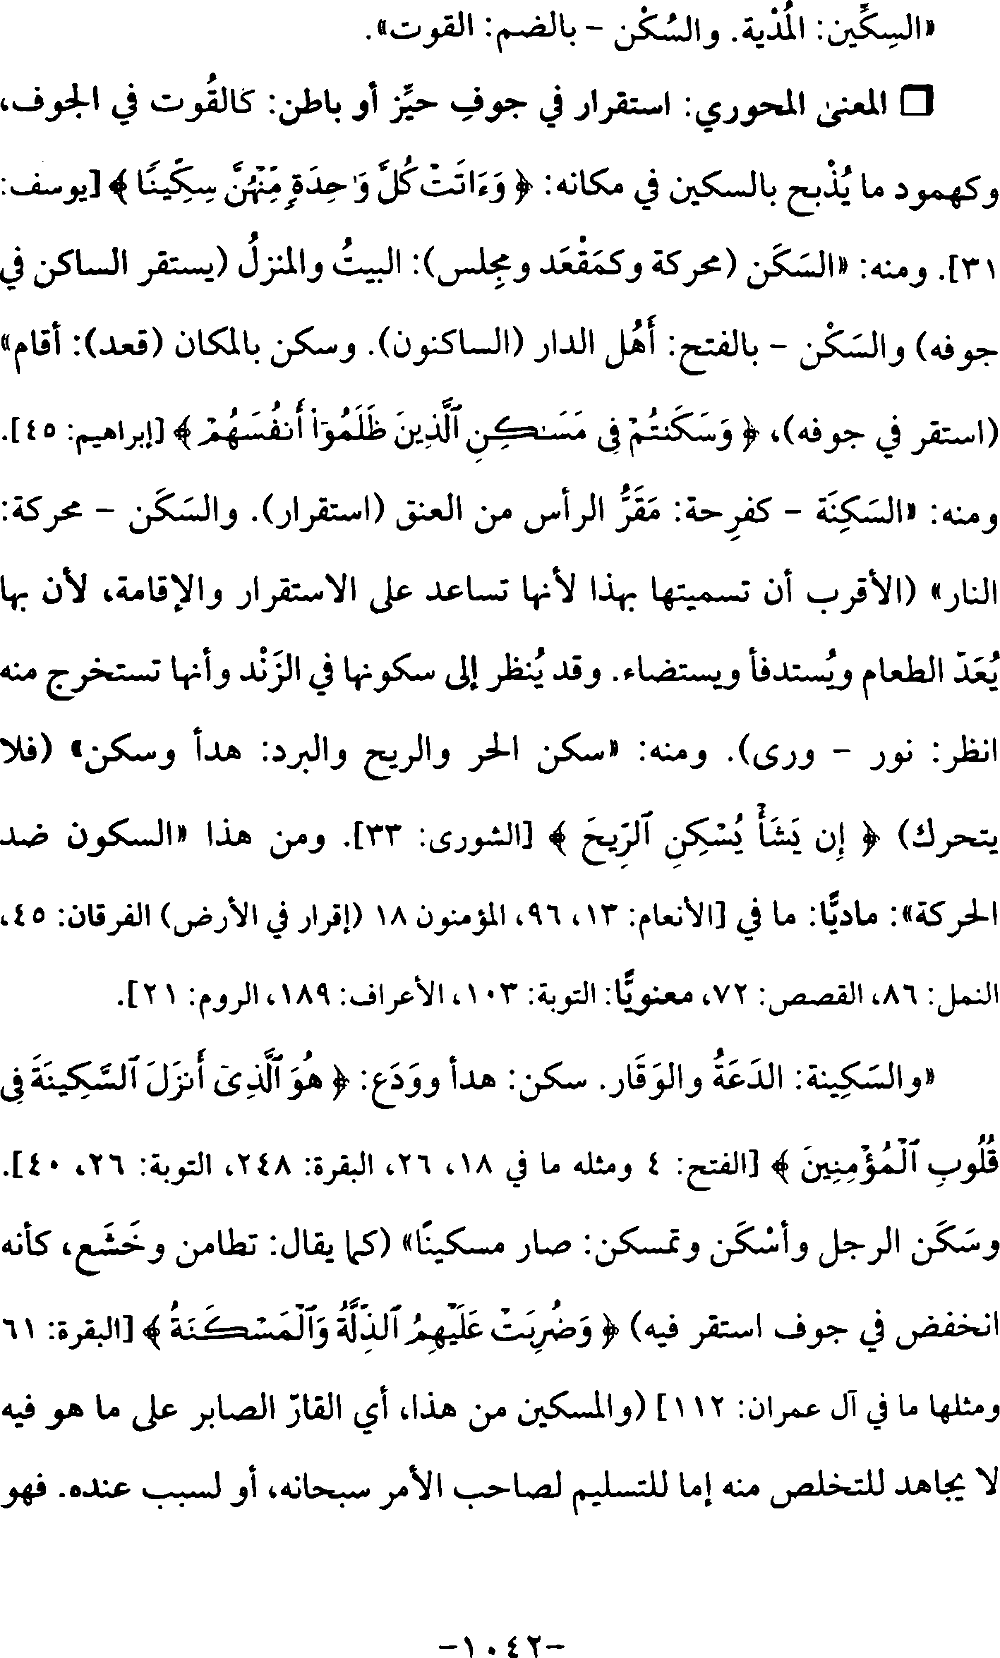 «السِكِّين: المُدْية. والسُكْن – بالضم: القوت».
□ المعنى المحوري: استقرار في جوفِ حيِّز أو باطن: كالقُوت في الجوف،
وكهمود ما يُذْبح بالسكين في مكانه: ﴿ وَءَاتَتْ كُلَّ وَٰحِدَةٍ مِّنْهُنَّ سِكِّينًا ﴾ [يوسف:
٣١]. ومنه: «السَكَن (محركة وكمَقْعَد ومجِلس): البيتُ والمنزلُ (يستقر الساكن في
جوفه) والسَكْن – بالفتح: أَهُل الدار (الساكنون). وسكن بالمكان (قعد): أقام»
(استقر في جوفه)، ﴿ وَسَكَنتُمْ فِى مَسَـٰكِنِ ٱلَّذِينَ ظَلَمُوٓا۟ أَنفُسَهُمْ ﴾ [إبراهيم: ٤٥].
ومنه: «السَكِنَة – كفرِحة: مَقَرُّ الرأس من العنق (استقرار). والسَكَن – محركة:
النار» (الأقرب أن تسميتها بهذا لأنها تساعد على الاستقرار والإقامة، لأن بها
يُعَدّ الطعام ويُستدفأ ويستضاء. وقد يُنظر إلى سكونها في الزَنْد وأنها تستخرج منه
انظر: نور – ورى). ومنه: «سكن الحر والريح والبرد: هدأ وسكن» (فلا
يتحرك) ﴿ إِن يَشَأْ يُسْكِنِ ٱلرِّيحَ ﴾ [الشورى: ٣٣]. ومن هذا «السكون ضد
الحركة»: ماديًّا: ما في [الأنعام: ١٣، ٩٦، المؤمنون ١٨ (إقرار في الأرض) الفرقان: ٤٥،
النمل: ٨٦، القصص: ٧٢، معنويًّا: التوبة: ١٠٣، الأعراف: ١٨٩، الروم: ٢١].
«والسَكِينة: الدَعَةُ والوَقَار. سكن: هدأ ووَدَع: ﴿ هُوَ ٱلَّذِىٓ أَنزَلَ ٱلسَّكِينَةَ فِى
قُلُوبِ ٱلْمُؤْمِنِينَ ﴾ [الفتح: ٤ ومثله ما في ١٨، ٢٦، البقرة: ٢٤٨، التوبة: ٢٦، ٤٠].
وسَكَن الرجل وأسْكَن وتمسكن: صار مسكينًا» (كما يقال: تطامن وخَشَع، كأنه
انخفض في جوف استقر فيه) ﴿ وَضُرِبَتْ عَلَيْهِمُ ٱلذِّلَّةُ وَٱلْمَسْكَنَةُ ﴾ [البقرة: ٦١
ومثلها ما في آل عمران: ١١٢] (والمسكين من هذا، أي القارّ الصابر على ما هو فيه
لا يجاهد للتخلص منه إما للتسليم لصاحب الأمر سبحانه، أو لسبب عنده. فهو
-١٠٤٢-